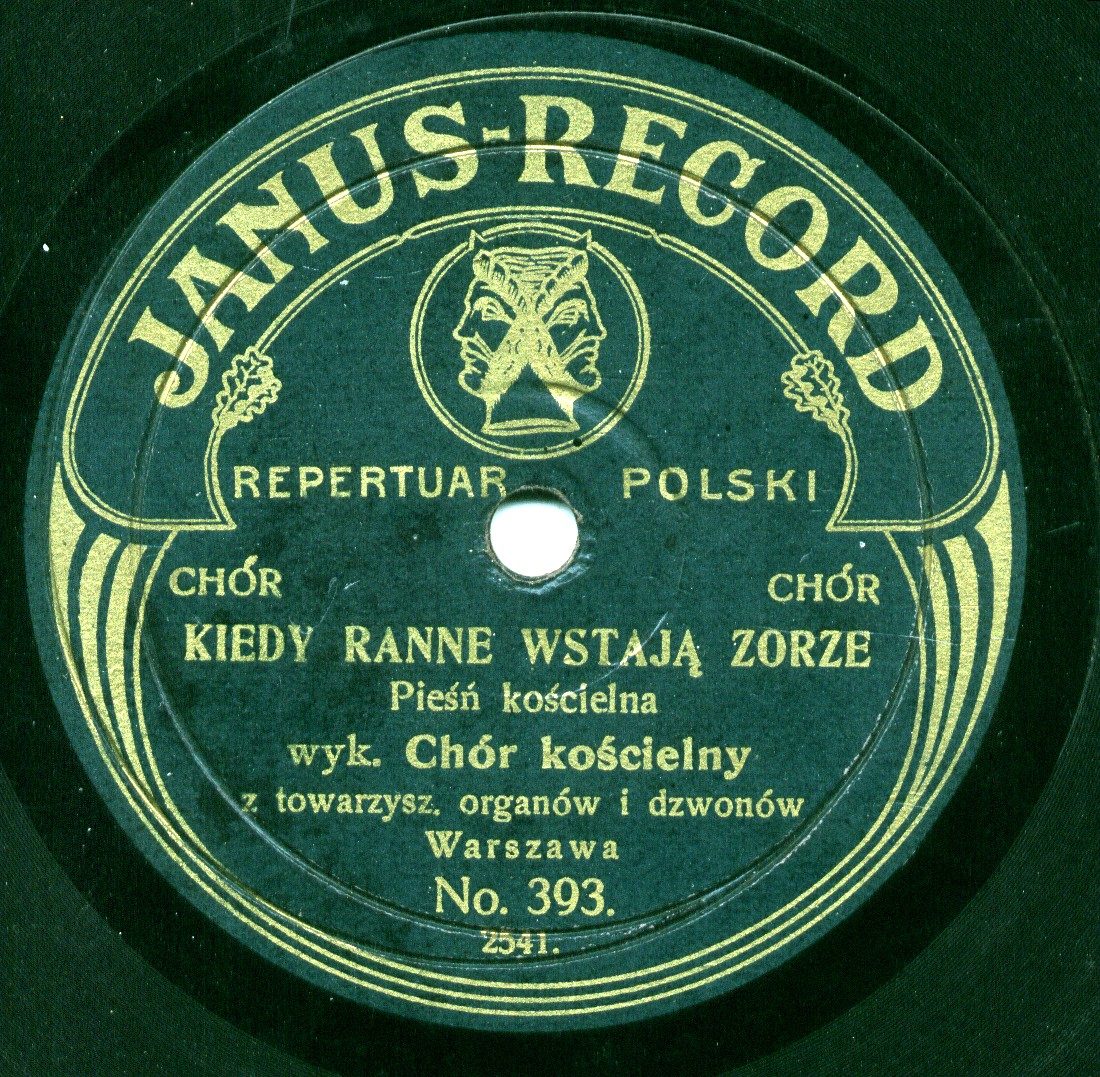 JANUS-RECORD
REPERTUAR POLSKI
CHÓR CHÓR
KIEDY RANNE WSTAJĄ ZORZE
Pieśń kościelna
wyk. Chór kościelny
z towarzysz. organów i dzwonów
Warszawa
No. 393.
2541.